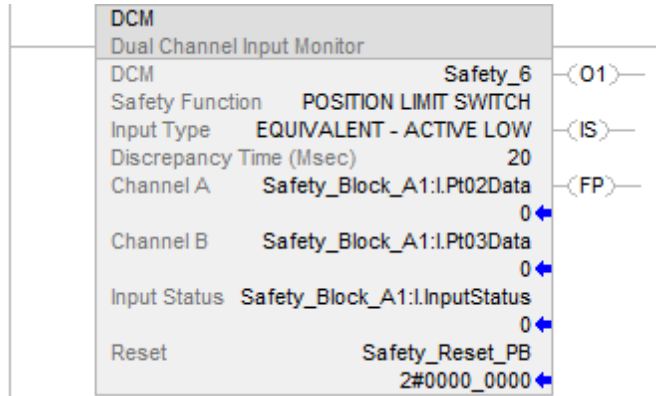 DCM
Dual Channel Input Monitor
DCM Safety_6 (O1)
Safety Function POSITION LIMIT SWITCH
Input Type EQUIVALENT - ACTIVE LOW (IS)
Discrepancy Time (Msec) 20
Channel A Safety_Block_A1:I.Pt02Data (FP)
0
Channel B Safety_Block_A1:I.Pt03Data
0
Input Status Safety_Block_A1:I.InputStatus
0
Reset Safety_Reset_PB
2#0000_0000